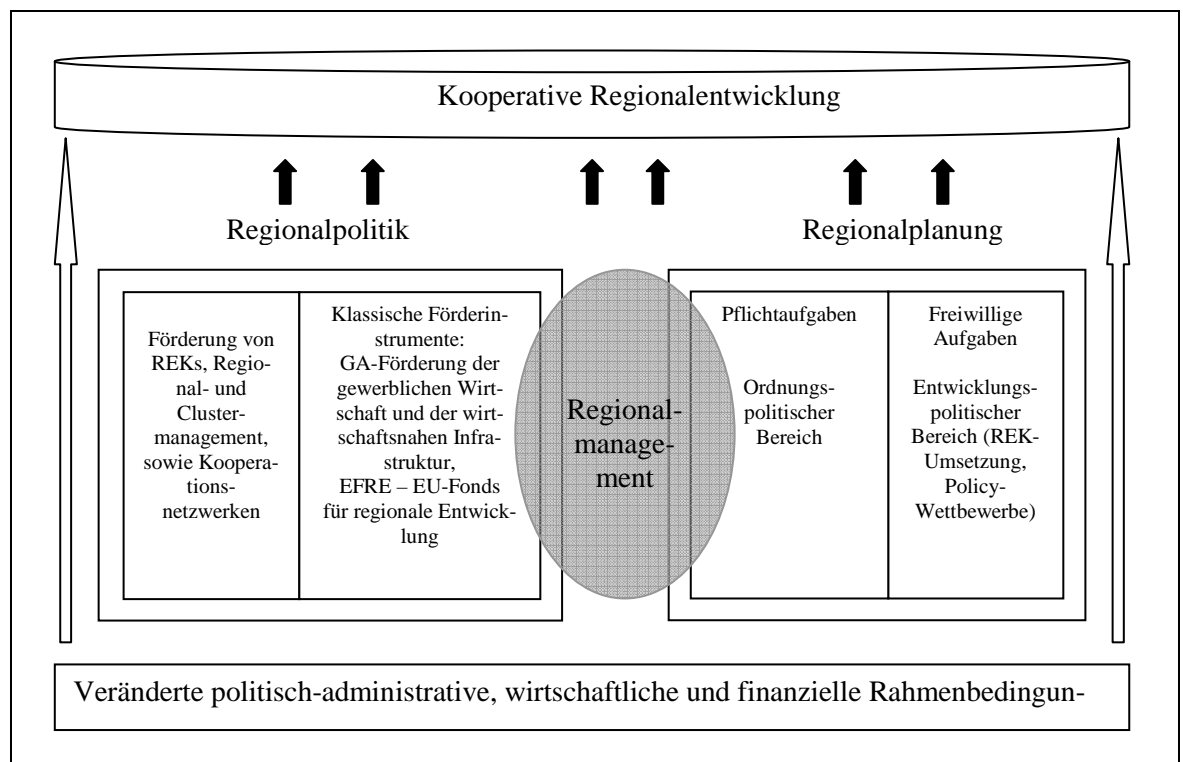 Kooperative Regionalentwicklung
Regionalpolitik
Regionalplanung
Förderung von
REKs, Regio-
nal- und
Cluster-
management,
sowie Koopera-
tions-
netzwerken
Klassische Förderin-
strumente:
GA-Förderung der
gewerblichen Wirt-
schaft und der wirt-
schaftsnahen Infra-
struktur,
EFRE – EU-Fonds
für regionale Entwick-
lung
Regional-
manage-
ment
Pflichtaufgaben
Ordnungs-
politischer
Bereich
Freiwillige
Aufgaben
Entwicklungs-
politischer
Bereich (REK-
Umsetzung,
Policy-
Wettbewerbe)
Veränderte politisch-administrative, wirtschaftliche und finanzielle Rahmenbedingun-